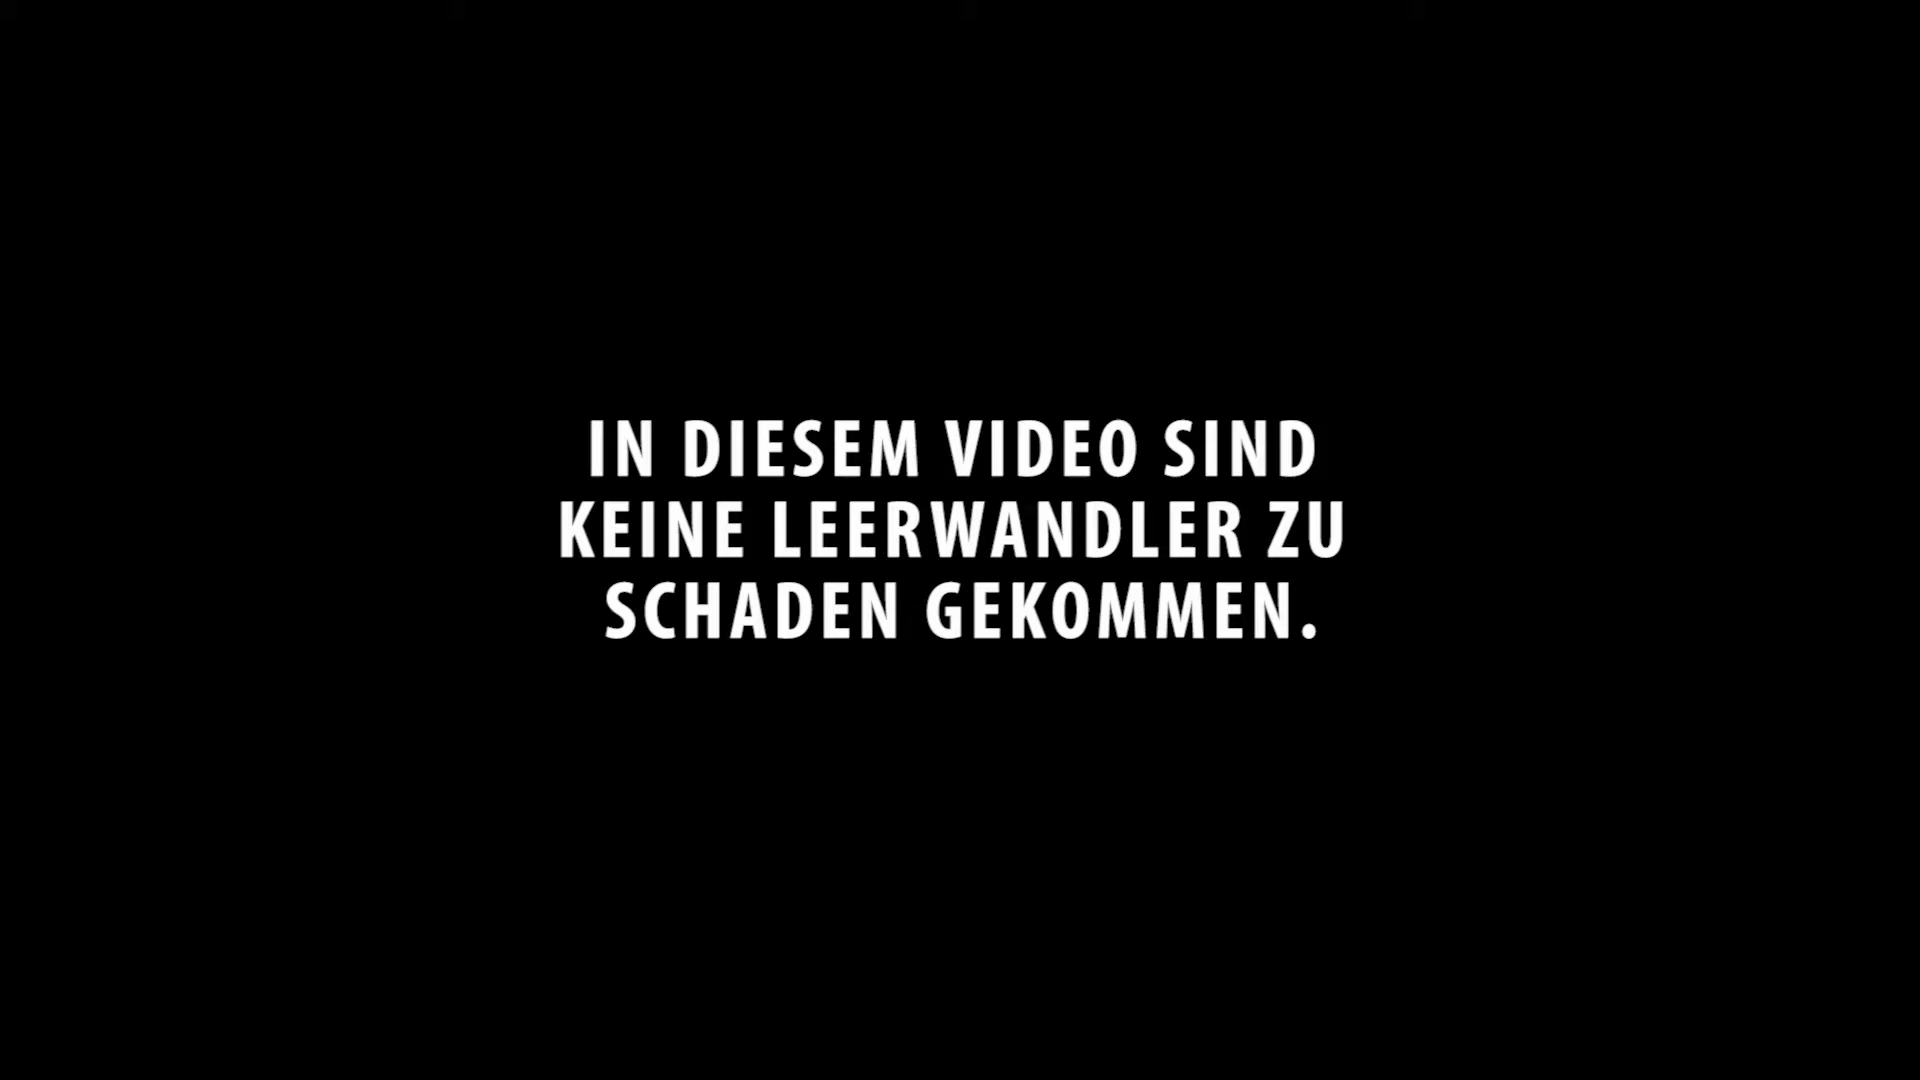 IN DIESEM VIDEO SIND
KEINE LEERWANDLER ZU
SCHADEN GEKOMMEN.